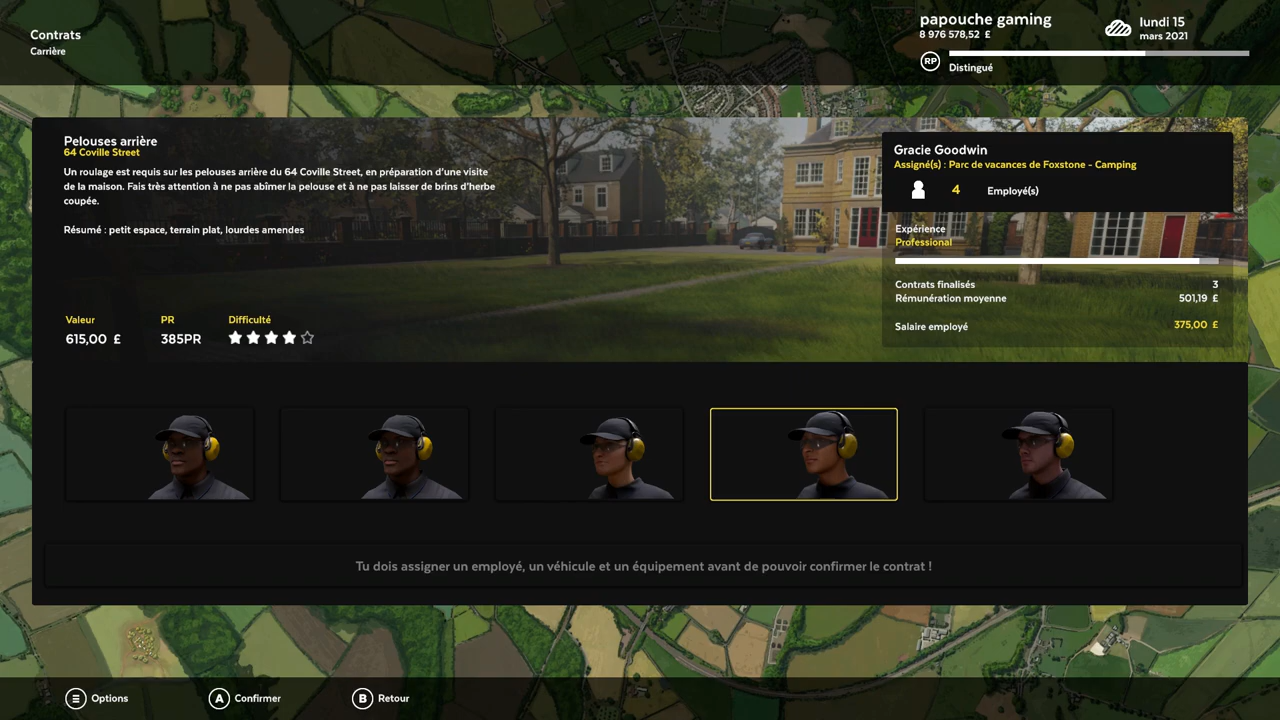 Contrats
Carrière
papouche gaming
8 976 578,52 £
lundi 15
mars 2021
RP
Distingué
Pelouses arrière
64 Coville Street
Un roulage est requis sur les pelouses arrière du 64 Coville Street, en préparation d'une visite
de la maison. Fais très attention à ne pas abîmer la pelouse et à ne pas laisser de brins d'herbe
coupée.
Résumé : petit espace, terrain plat, lourdes amendes
Valeur
PR
Difficulté
615,00 £
385PR
Gracie Goodwin
Assigné(s) : Parc de vacances de Foxstone - Camping
4 Employé(s)
Expérience
Professional
Contrats finalisés 3
Rémunération moyenne 501,19 £
Salaire employé 375,00 £
Tu dois assigner un employé, un véhicule et un équipement avant de pouvoir confirmer le contrat !
Options
A Confirmer
B Retour